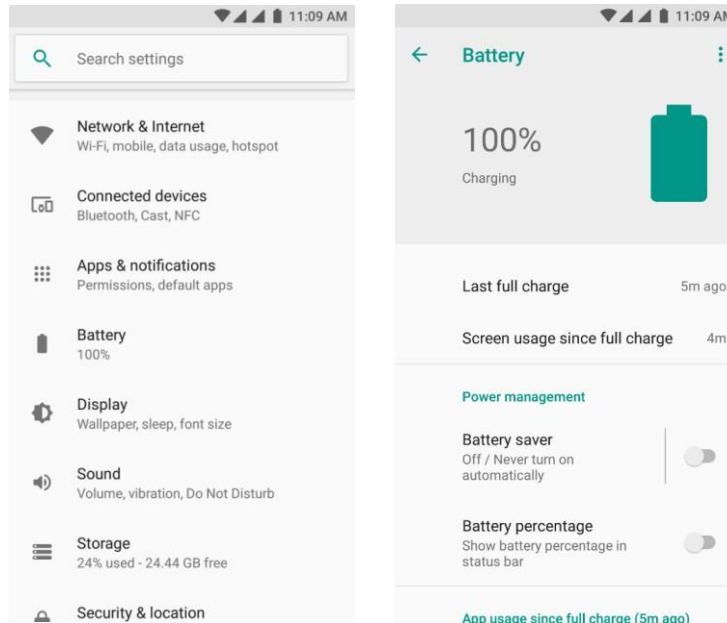 11:09 AM
Search settings
Network & Internet
Wi-Fi, mobile, data usage, hotspot
Connected devices
Bluetooth, Cast, NFC
Apps & notifications
Permissions, default apps
Battery
100%
Display
Wallpaper, sleep, font size
Sound
Volume, vibration, Do Not Disturb
Storage
24% used - 24.44 GB free
Security & location
11:09 AM
Battery
100%
Charging
Last full charge 5m ago
Screen usage since full charge 4m
Power management
Battery saver
Off / Never turn on
automatically
Battery percentage
Show battery percentage in
status bar
App usage since full charge (5m ago)